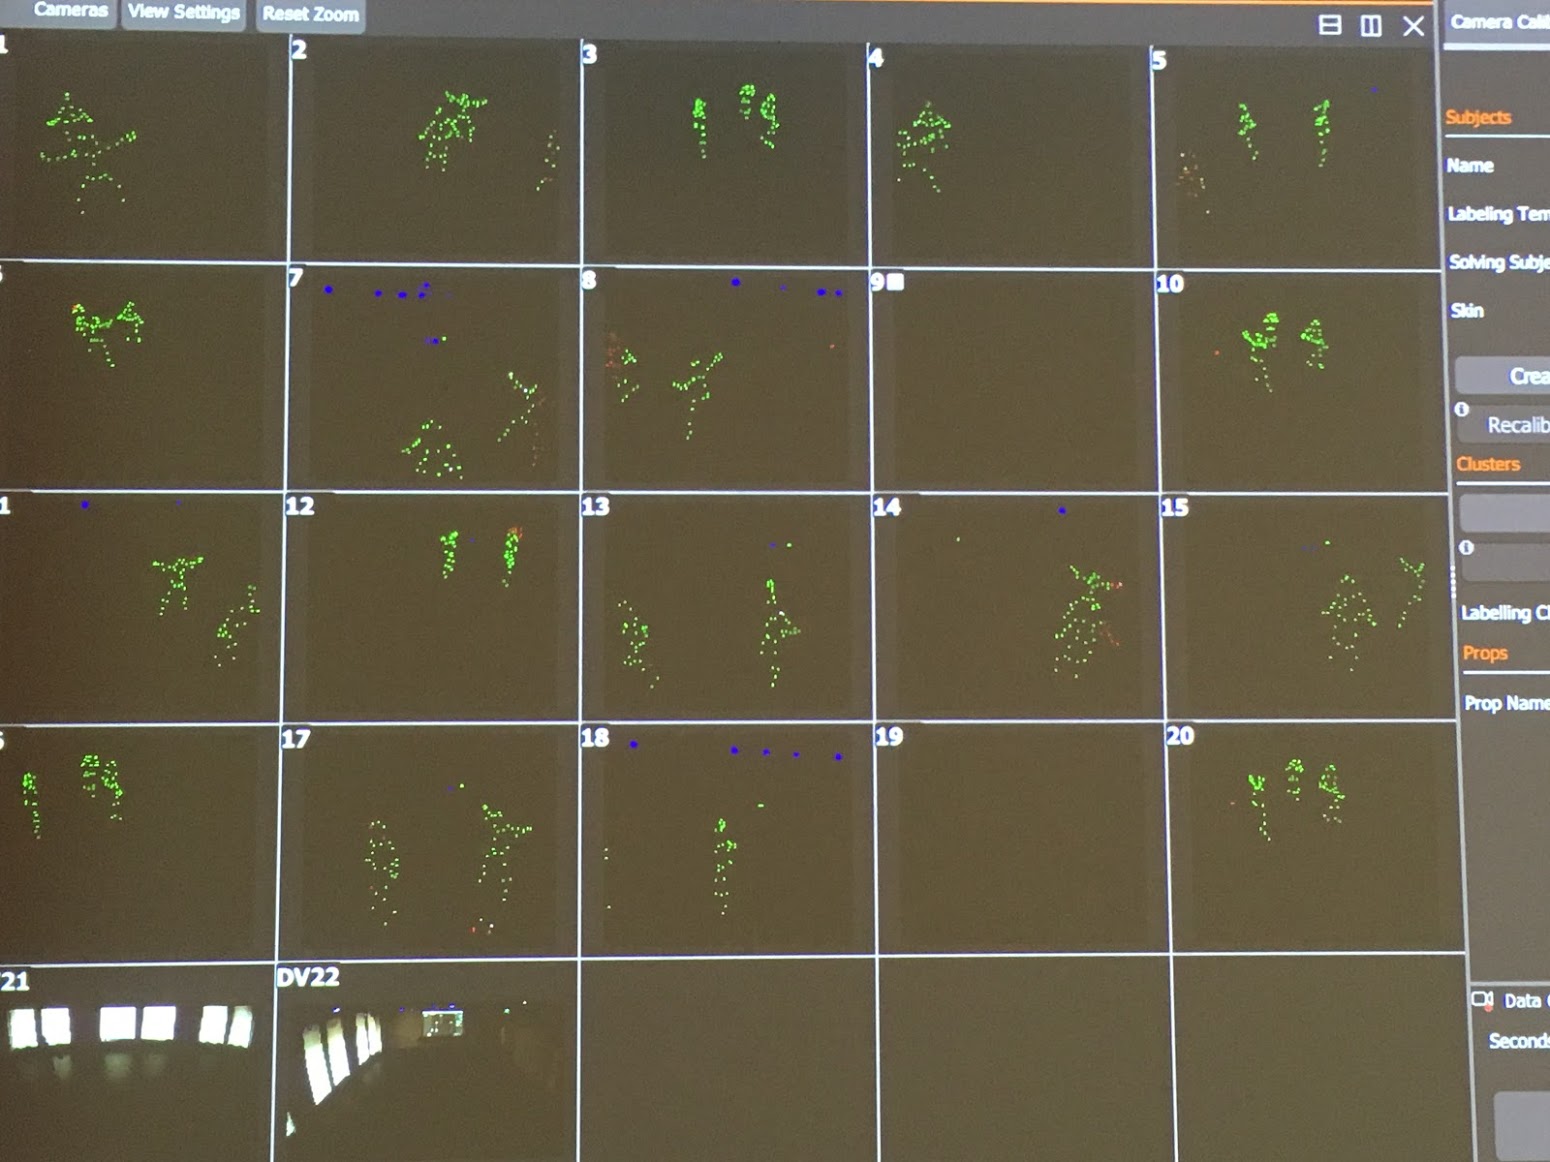 Cameras
View Settings
Reset Zoom
1
2
3
4
5
7
8
9
10
1
12
13
14
15
17
18
19
20
21
DV22
Camera Cali
Subjects
Name
Labeling Tem
Solving Subje
Skin
Crea
Recalib
Clusters
Labelling Cl
Props
Prop Name
Data
Seconds